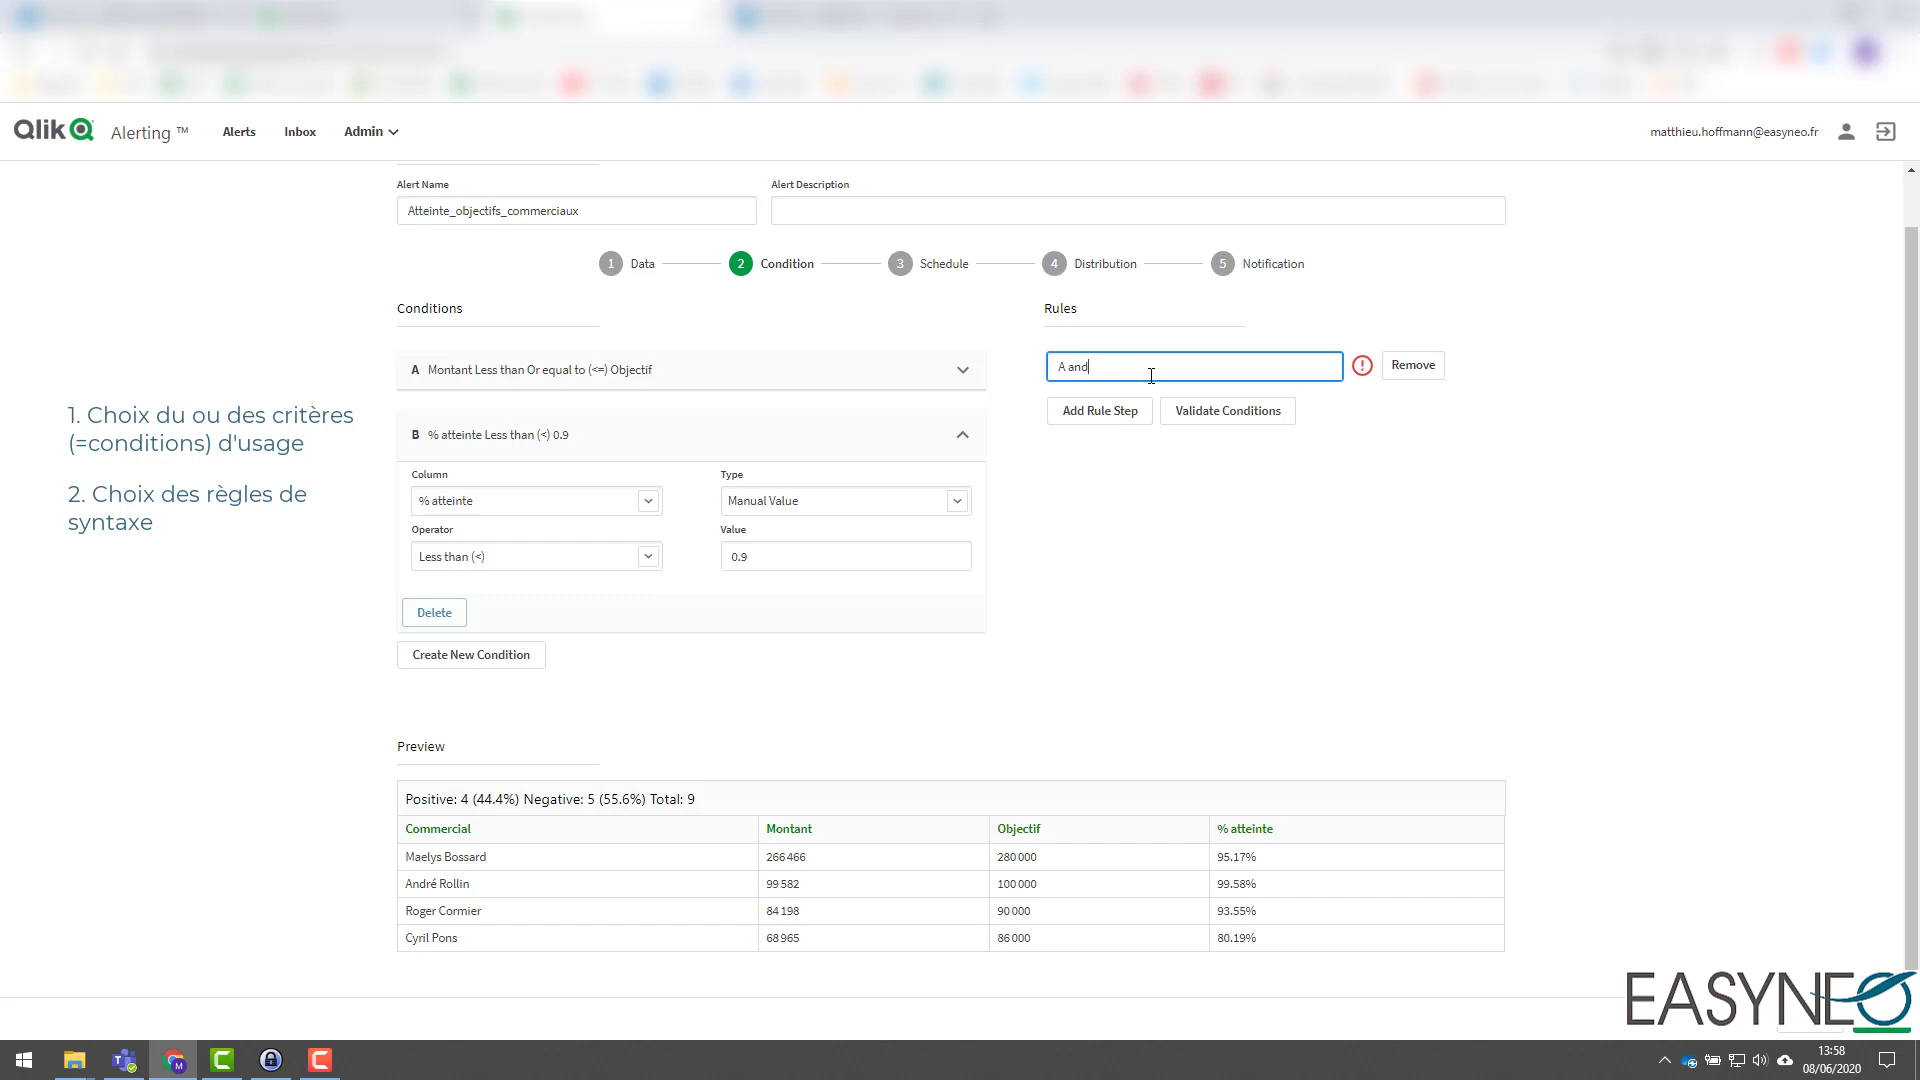 Qlik Alerting ™ Alerts Inbox Admin matthieu.hoffmann@easyneo.fr
Alert Name Alert Description
Atteinte_objectifs_commerciaux
1 Data 2 Condition 3 Schedule 4 Distribution 5 Notification
Conditions Rules
A Montant Less than Or equal to (<=) Objectif
A and
Remove
Add Rule Step Validate Conditions
1. Choix du ou des critères
(=conditions) d'usage
2. Choix des règles de
syntaxe
B % atteinte Less than (<) 0.9
Column Type
% atteinte Manual Value
Operator Value
Less than (<) 0.9
Delete
Create New Condition
Preview
Positive: 4 (44.4%) Negative: 5 (55.6%) Total: 9
Commercial Montant Objectif % atteinte
Maelys Bossard 266 466 280 000 95.17%
André Rollin 99 582 100 000 99.58%
Roger Cormier 84 198 90 000 93.55%
Cyril Pons 68 965 86 000 80.19%
EASYNEO
13:58
08/06/2020